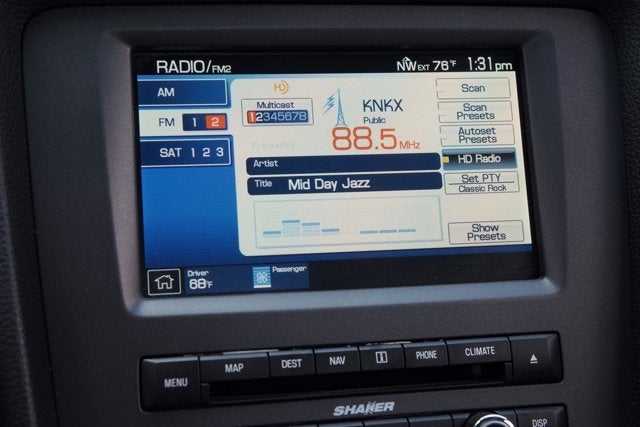 RADIO/FM2 NW EXT 76°F 1:31pm
AM
FM 1 2
SAT 1 2 3
HD
Multicast
12345678
KNKX
Public
Frequency 88.5 MHz
Artist
Title Mid Day Jazz
Scan
Scan
Presets
Autoset
Presets
HD Radio
Set PTY
Classic Rock
Show
Presets
Driver
68°F
Passenger
MENU
MAP
DEST
NAV
i
PHONE
CLIMATE
SHAKER
DISP